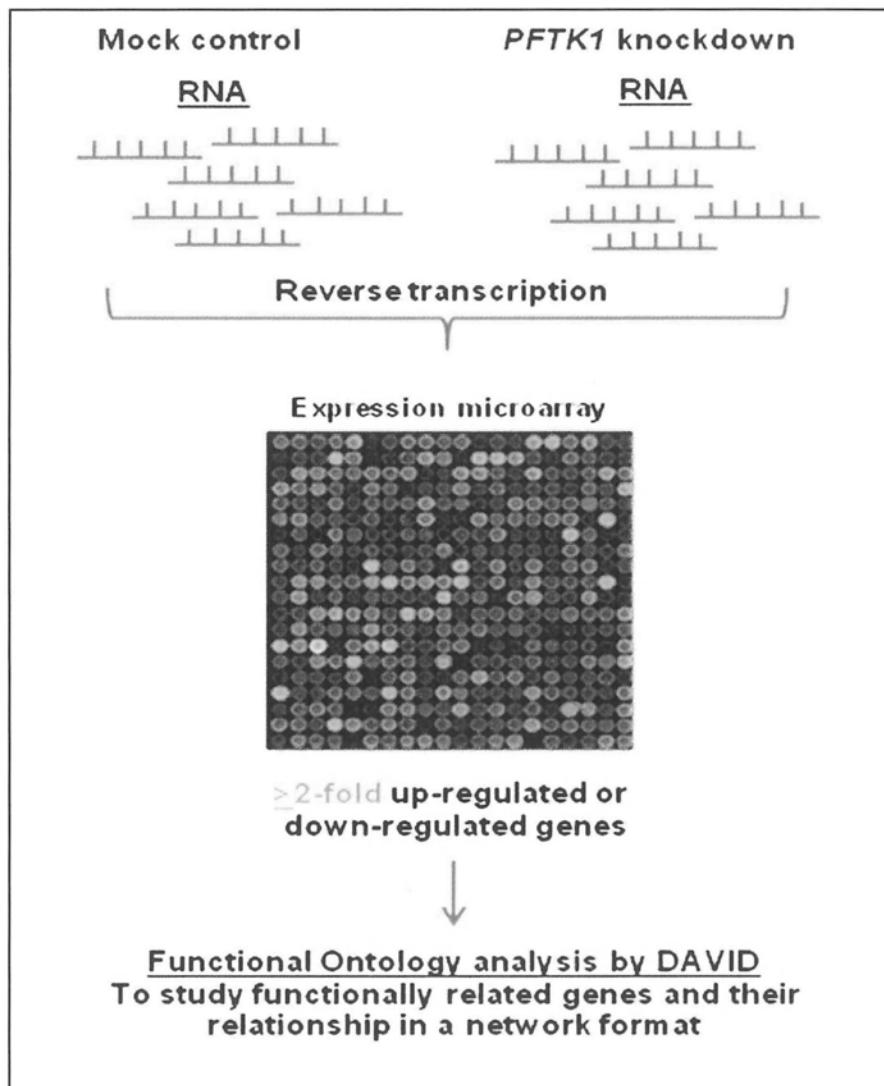 Mock control
PFTK1 knockdown
RNA
RNA
Reverse transcription
Expression microarray
≥2-fold up-regulated or
down-regulated genes
Functional Ontology analysis by DAVID
To study functionally related genes and their
relationship in a network format